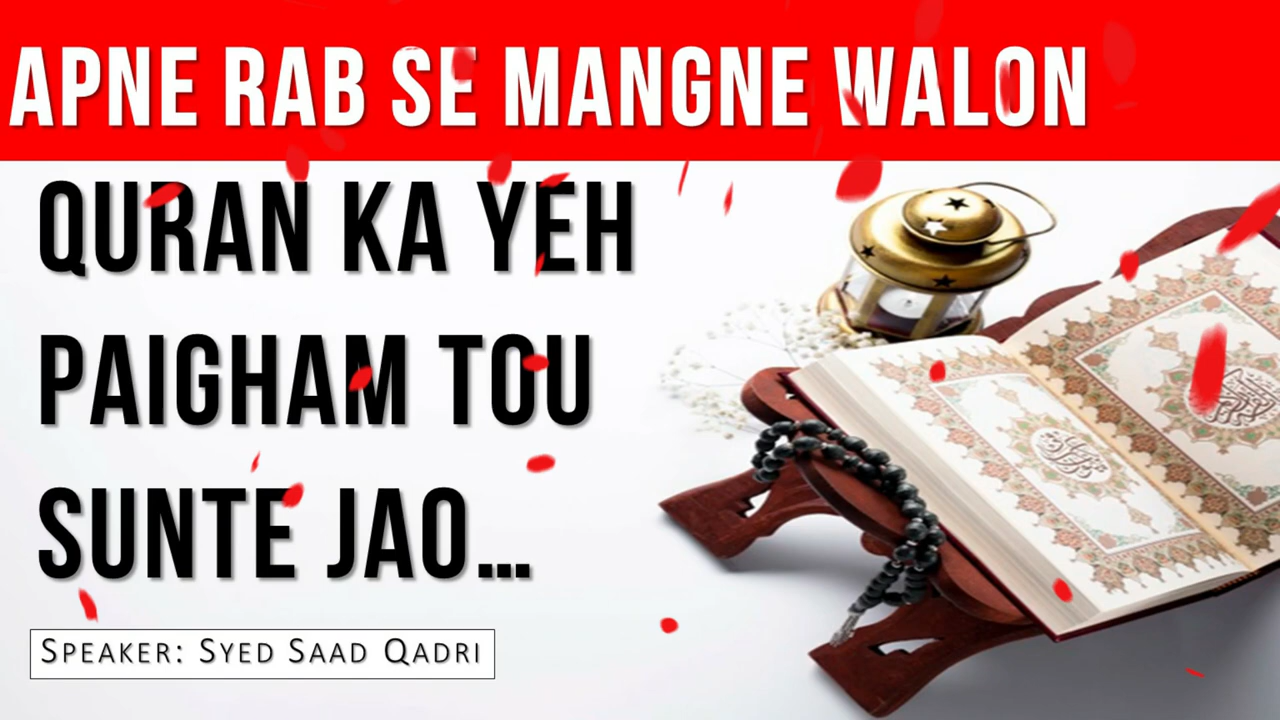 APNE RAB SE MANGNE WALON
QURAN KA YEH
PAIGHAM TOU
SUNTE JAO...
SPEAKER: SYED SAAD QADRI